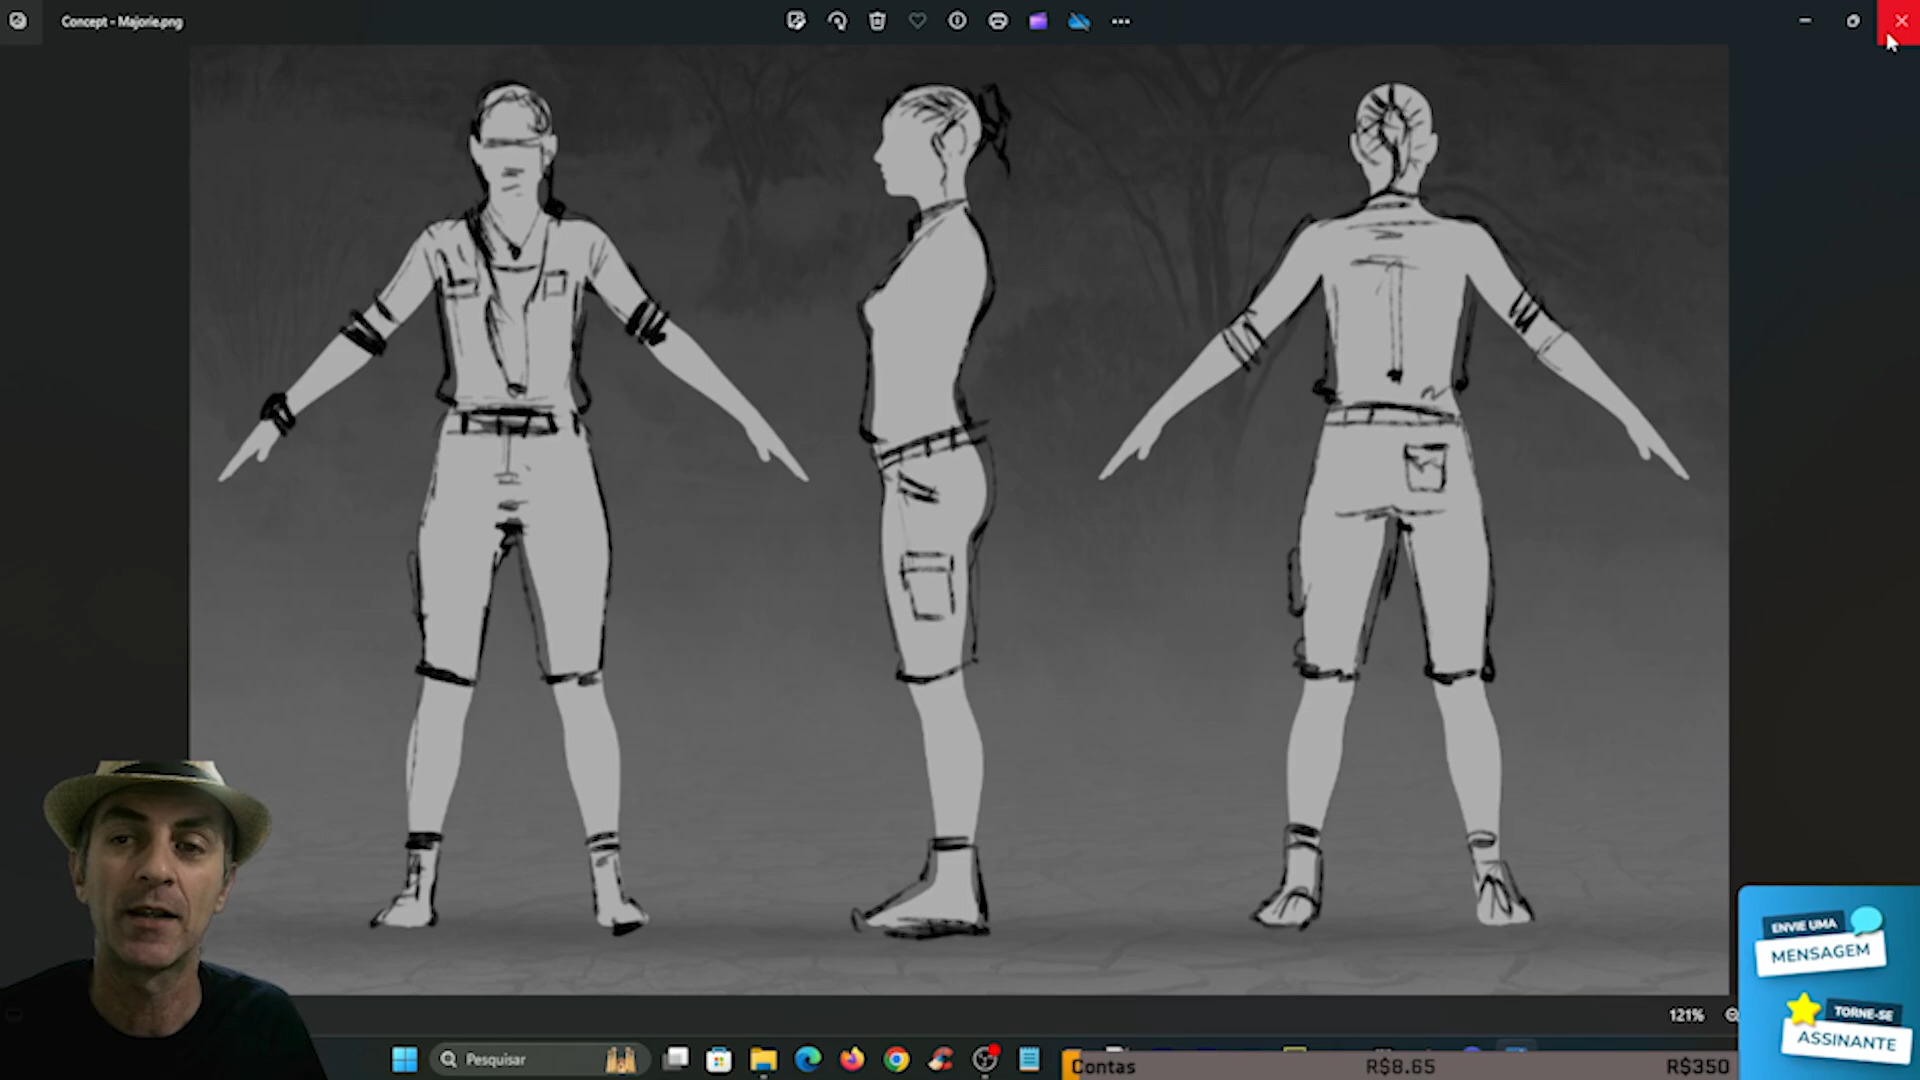 Concept - Majorie.png
121%
ENVIE UMA
MENSAGEM
TORNE-SE
ASSINANTE
Pesquisar
Contas R$8.65 R$350